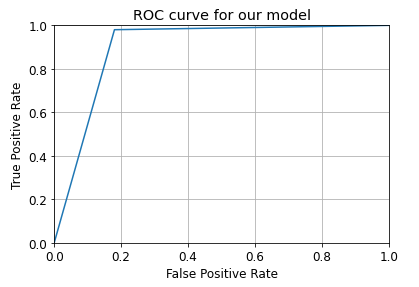 ROC curve for our model
1.0
0.8
0.6
0.4
0.2
0.0
True Positive Rate
0.0 0.2 0.4 0.6 0.8 1.0
False Positive Rate